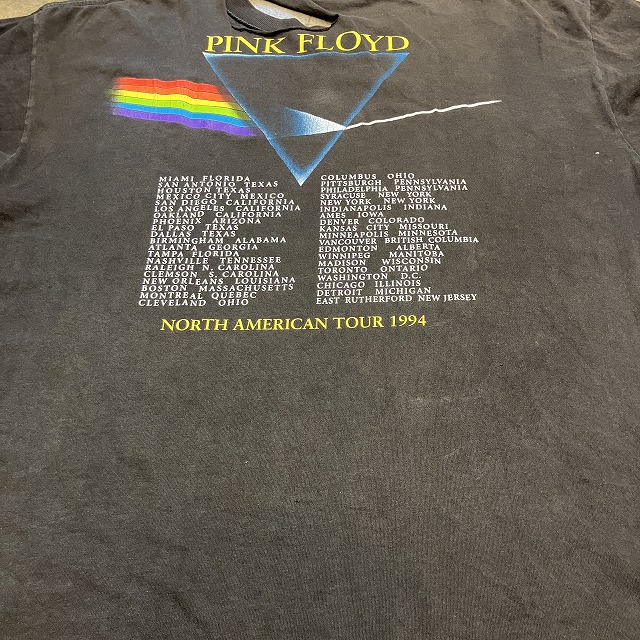 PINK FLOYD
MIAMI FLORIDA
SAN ANTONIO TEXAS
HOUSTON TEXAS
MEXICO CITY MEXICO
SAN DIEGO CALIFORNIA
LOS ANGELES CALIFORNIA
OAKLAND CALIFORNIA
PHOENIX ARIZONA
EL PASO TEXAS
DALLAS TEXAS
BIRMINGHAM ALABAMA
ATLANTA GEORGIA
TAMPA FLORIDA
NASHVILLE TENNESSEE
RALEIGH N. CAROLINA
CLEMSON S. CAROLINA
NEW ORLEANS LOUISIANA
BOSTON MASSACHUSETTS
MONTREAL QUEBEC
CLEVELAND OHIO
COLUMBUS OHIO
PITTSBURGH PENNSYLVANIA
PHILADELPHIA PENNSYLVANIA
SYRACUSE NEW YORK
NEW YORK NEW YORK
INDIANAPOLIS INDIANA
AMES IOWA
DENVER COLORADO
KANSAS CITY MISSOURI
MINNEAPOLIS MINNESOTA
VANCOUVER BRITISH COLUMBIA
EDMONTON ALBERTA
WINNIPEG MANITOBA
MADISON WISCONSIN
TORONTO ONTARIO
WASHINGTON D.C.
CHICAGO ILLINOIS
DETROIT MICHIGAN
EAST RUTHERFORD NEW JERSEY
NORTH AMERICAN TOUR 1994